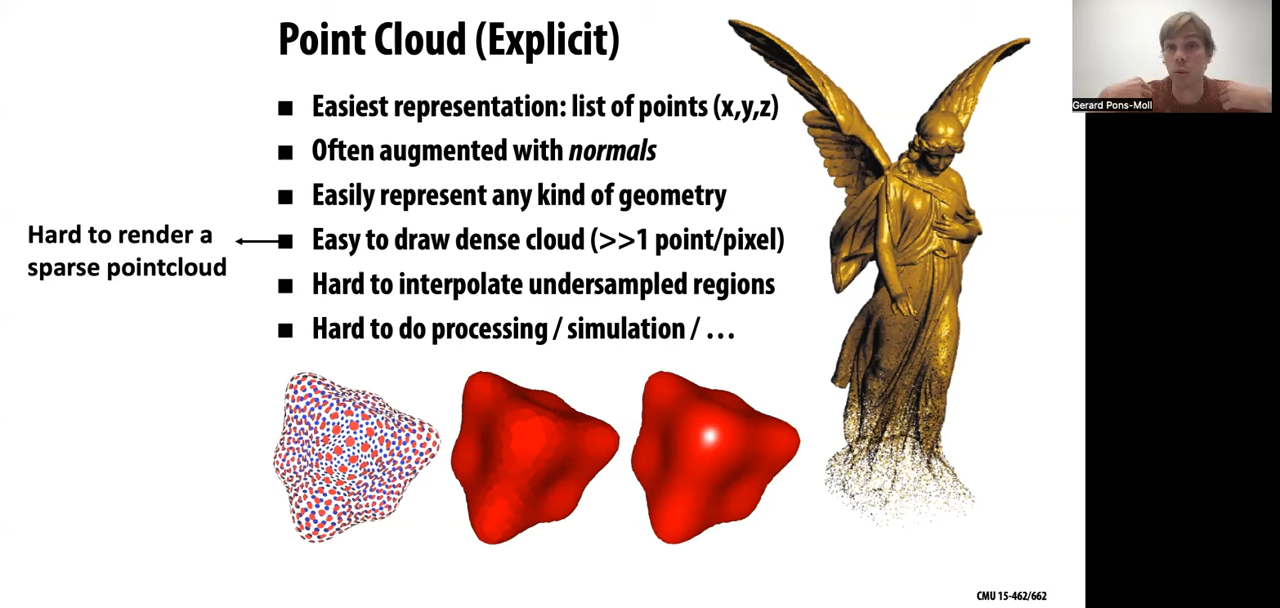 Point Cloud (Explicit)
■ Easiest representation: list of points (x,y,z)
■ Often augmented with normals
■ Easily represent any kind of geometry
■ Easy to draw dense cloud (>>1 point/pixel)
■ Hard to interpolate undersampled regions
■ Hard to do processing / simulation / …
Hard to render a
sparse pointcloud
Gerard Pons-Moll
CMU 15-462/662